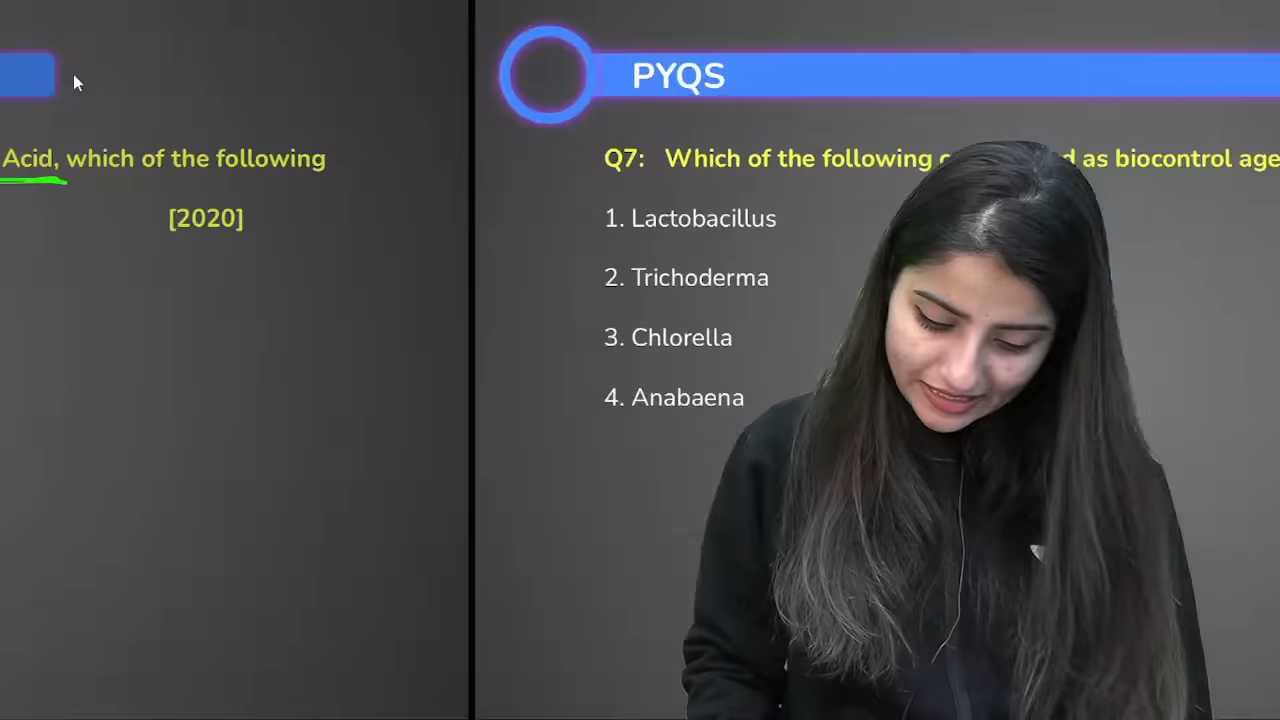 Acid, which of the following
[2020]
PYQS
Q7: Which of the following as biocontrol
1. Lactobacillus
2. Trichoderma
3. Chlorella
4. Anabaena